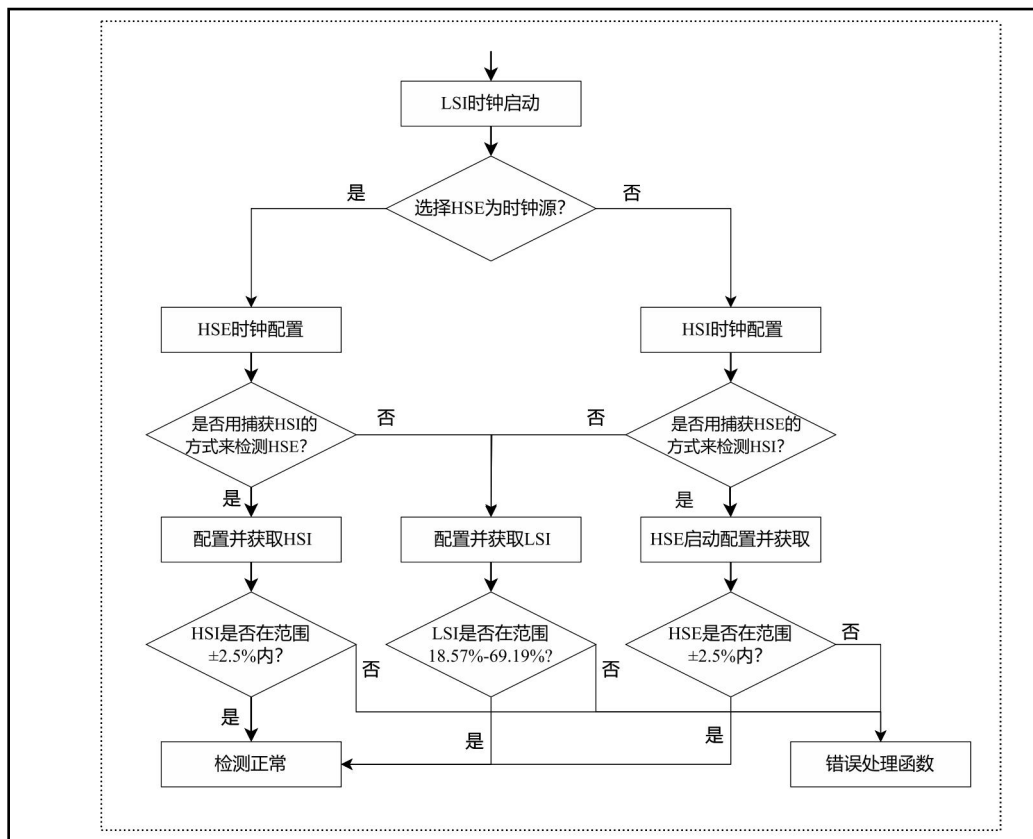 LSI时钟启动
是
否
选择HSE为时钟源?
HSE时钟配置
HSI时钟配置
是否用捕获HSI的
方式来检测HSE?
否
否
是否用捕获HSE的
方式来检测HSI?
是
是
配置并获取HSI
配置并获取LSI
HSE启动配置并获取
HSI是否在范围
±2.5%内?
LSI是否在范围
18.57%-69.19%?
HSE是否在范围
±2.5%内?
否
否
否
是
是
是
检测正常
错误处理函数